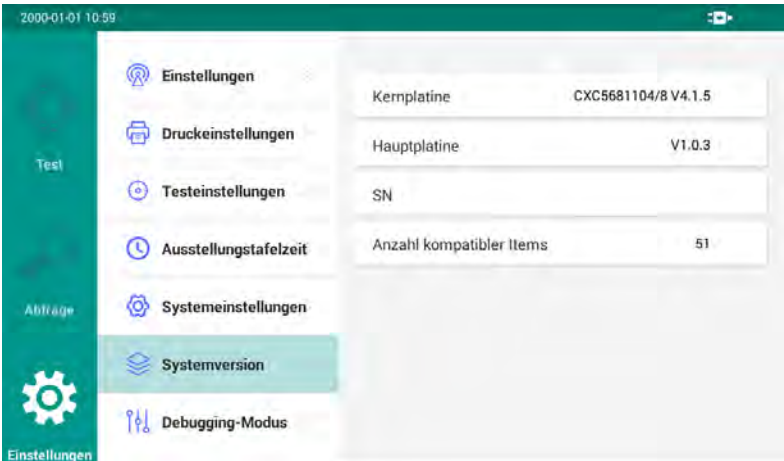 2000-01-01 10:59
Test
Abfrage
Einstellungen
Einstellungen
Druckeinstellungen
Testeinstellungen
Ausstellungstafelzeit
Systemeinstellungen
Systemversion
Debugging-Modus
Kernplatine CXC5681104/8 V4.1.5
Hauptplatine V1.0.3
SN
Anzahl kompatibler Items 51